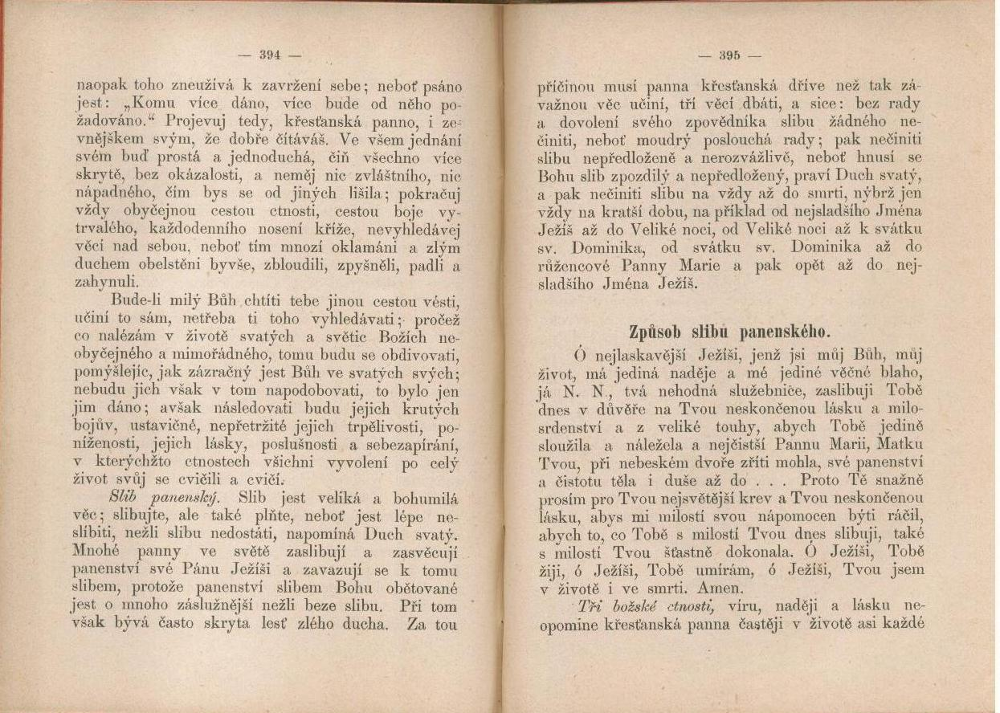 — 394 —
naopak toho zneužívá k zavržení sebe; neboť psáno
jest: „Komu více dáno, více bude od něho po-
žadováno.“ Projevuj tedy, křesťanská panno, i ze-
vnějškem svým, že dobře čítáváš. Ve všem jednání
svém buď prostá a jednoduchá, čiň všechno více
skrytě, bez okázalosti, a neměj nic zvláštního, nic
nápadného, čím bys se od jiných lišila; pokračuj
vždy obyčejnou cestou ctnosti, cestou boje vy-
trvalého, každodenního nosení kříže, nevyhledávej
věcí nad sebou, neboť tím mnozí oklamáni a zlým
duchem obelstěni byvše, zbloudili, zpyšněli, padli a
zahynuli.
Bude-li milý Bůh chtíti tebe jinou cestou vésti,
učiní to sám, netřeba ti toho vyhledávati; pročež
co nalézám v životě svatých a světic Božích ne-
obyčejného a mimořádného, tomu budu se obdivovati,
pomýšlejíc, jak zázračný jest Bůh ve svatých svých;
nebudu jich však v tom napodobovati, to bylo jen
jim dáno; avšak následovati budu jejich krutých
bojův, ustavičné, nepřetržité jejich trpělivosti, po-
níženosti, jejich lásky, poslušnosti a sebezapírání,
v kterýchžto ctnostech všichni vyvolení po celý
život svůj se cvičili a cvičí.
Slib panenský. Slib jest veliká a bohumilá
věc; slibujte, ale také plňte, neboť jest lépe ne-
slíbiti, nežli slibu nedostáti, napomíná Duch svatý.
Mnohé panny ve světě zaslibují a zasvěcují
panenství své Pánu Ježíši a zavazují se k tomu
slibem, protože panenství slibem Bohu obětované
jest o mnoho záslužnější nežli beze slibu. Při tom
však bývá často skryta lesť zlého ducha. Za tou
— 395 —
příčinou musí panna křesťanská dříve než tak zá-
važnou věc učiní, tří věcí dbáti, a sice: bez rady
a dovolení svého zpovědníka slibu žádného ne-
činiti, neboť moudrý poslouchá rady; pak nečiniti
slibu nepředloženě a nerozvážlivě, neboť hnusí se
Bohu slib zpozdilý a nepředložený, praví Duch svatý,
a pak nečiniti slibu na vždy až do smrti, nýbrž jen
vždy na kratší dobu, na příklad od nejsladšího Jména
Ježíš až do Veliké noci, od Veliké noci až k svátku
sv. Dominika, od svátku sv. Dominika až do
růžencové Panny Marie a pak opět až do nej-
sladšího Jména Ježíš.
Způsob slibu panenského.
Ó nejlaskavější Ježíši, jenž jsi můj Bůh, můj
život, má jediná naděje a mé jediné věčné blaho,
já N. N., tvá nehodná služebnice, zaslibuji Tobě
dnes v důvěře na Tvou neskončenou lásku a milo-
srdenství a z veliké touhy, abych Tobě jedině
sloužila a náležela a nejčistší Pannu Marii, Matku
Tvou, při nebeském dvoře zříti mohla, své panenství
a čistotu těla i duše až do . . . Proto Tě snažně
prosím pro Tvou nejsvětější krev a Tvou neskončenou
lásku, abys mi milostí svou nápomocen býti ráčil,
abych to, co Tobě s milostí Tvou dnes slibuji, také
s milostí Tvou šťastně dokonala. Ó Ježíši, Tobě
žiji, ó Ježíši, Tobě umírám, ó Ježíši, Tvou jsem
v životě i ve smrti. Amen.
Tři božské ctnosti, víru, naději a lásku ne-
opomine křesťanská panna častěji v životě asi každé